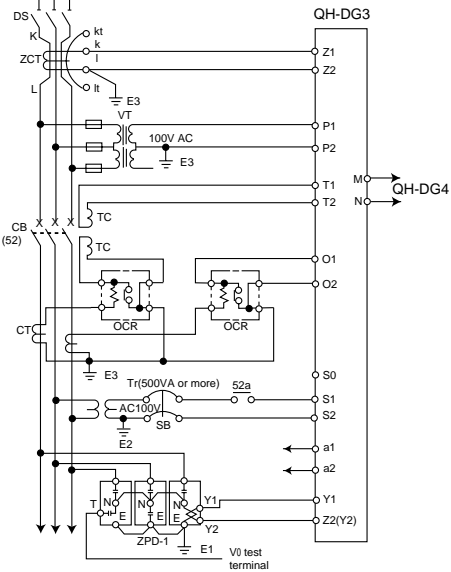 QH-DG3
DS
K
kt
k
l
ZCT
Z1
Z2
L
lt
E3
VT
P1
100V AC
P2
E3
T1
M
QH-DG4
T2
N
TC
CB
(52)
TC
O1
O2
OCR
OCR
CT
E3
S0
Tr(500VA or more)
52a
S1
AC100V
SB
S2
E2
a1
a2
T
N
N
N
Y1
Y1
E
E
E
Z2(Y2)
Y2
ZPD-1
E1
V0 test
terminal